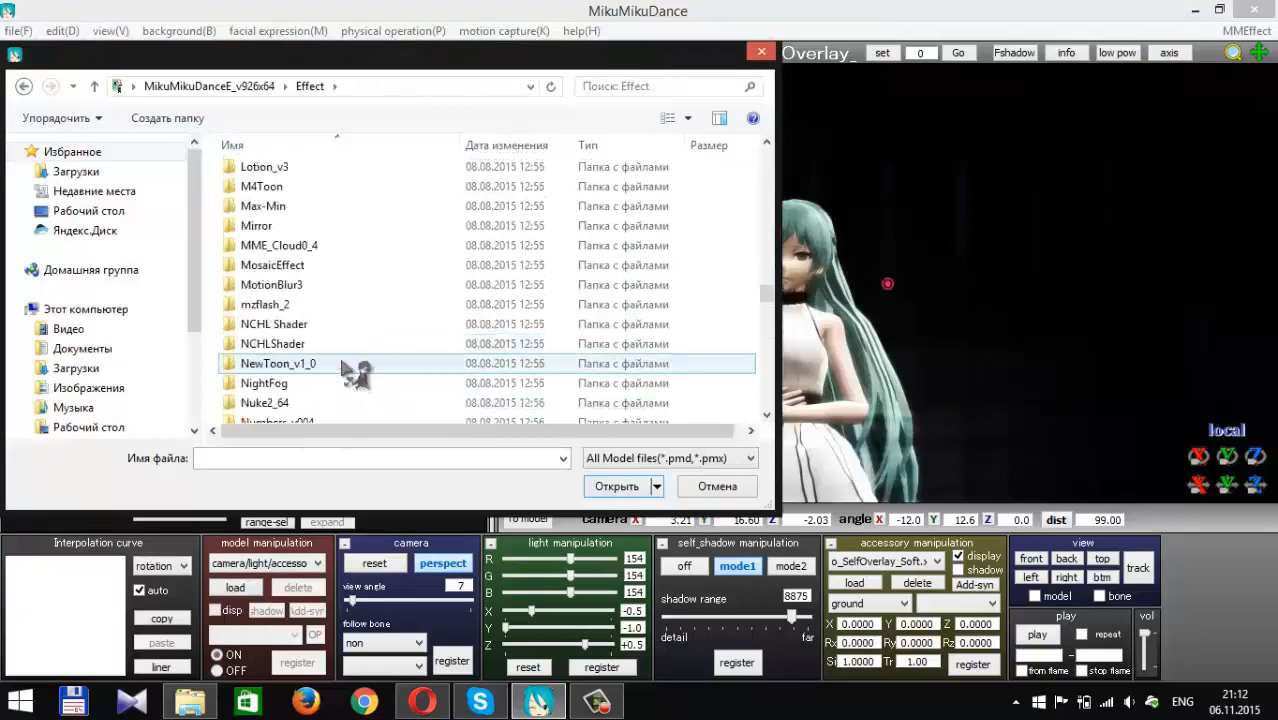 MikuMikuDance
file(F) edit(D) view(V) background(B) facial expression(M) physical operation(P) motion capture(K) help(H) MMEffect
Overlay_ set 0 Go Fshadow info low pow axis
MikuMikuDanceE_v926x64 Effect Поиск: Effect
Упорядочить Создать папку
Имя Дата изменения Тип Размер
Избранное
Загрузки
Недавние места
Рабочий стол
Яндекс.Диск
Домашняя группа
Этот компьютер
Видео
Документы
Загрузки
Изображения
Музыка
Рабочий стол
Lotion_v3 08.08.2015 12:55 Папка с файлами
M4Toon 08.08.2015 12:55 Папка с файлами
Max-Min 08.08.2015 12:55 Папка с файлами
Mirror 08.08.2015 12:55 Папка с файлами
MME_Cloud0_4 08.08.2015 12:55 Папка с файлами
MosaicEffect 08.08.2015 12:55 Папка с файлами
MotionBlur3 08.08.2015 12:55 Папка с файлами
mzflash_2 08.08.2015 12:55 Папка с файлами
NCHL Shader 08.08.2015 12:55 Папка с файлами
NCHLShader 08.08.2015 12:55 Папка с файлами
NewToon_v1_0 08.08.2015 12:55 Папка с файлами
NightFog 08.08.2015 12:55 Папка с файлами
Nuke2_64 08.08.2015 12:56 Папка с файлами
Имя файла: All Model files(*.pmd,*.pmx)
Открыть Отмена
local
X Y Z
X Y Z
range-sel expand To model camera X 3.21 Y 16.60 Z -2.03 angle X -12.0 Y 12.6 Z 0.0 dist 99.00
Interpolation curve
rotation
auto
copy
paste
liner
model manipulation
camera/light/accesso
load delete
disp shadow Add-syn
OP
ON
OFF
register
camera
reset perspect
view angle 7
follow bone
non
register
light manipulation
R 154
G 154
B 154
X -0.5
Y -1.0
Z +0.5
reset register
self_shadow manipulation
off mode1 mode2
shadow range 8875
detail far
register
accessory manipulation
o_SelfOverlay_Soft.x display
shadow
load delete Add-syn
ground
X 0.0000 Y 0.0000 Z 0.0000
Rx 0.0000 Ry 0.0000 Rz 0.0000
Si 1.0000 Tr 1.00 register
view
front back top
left right btm
track
model bone
play
play repeat
-
from flame stop flame
vol
ENG
21:12
06.11.2015